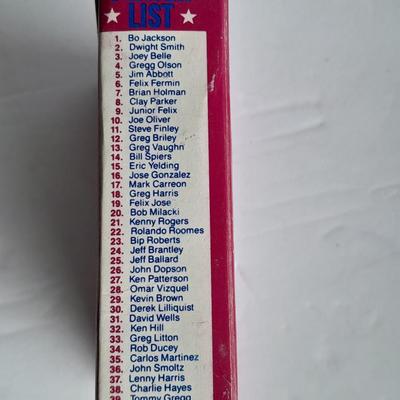 LIST
1. Bo Jackson
2. Dwight Smith
3. Joey Belle
4. Gregg Olson
5. Jim Abbott
6. Felix Fermin
7. Brian Holman
8. Clay Parker
9. Junior Felix
10. Joe Oliver
11. Steve Finley
12. Greg Briley
13. Greg Vaughn
14. Bill Spiers
15. Eric Yelding
16. Jose Gonzalez
17. Mark Carreon
18. Greg Harris
19. Felix Jose
20. Bob Milacki
21. Kenny Rogers
22. Rolando Roomes
23. Bip Roberts
24. Jeff Brantley
25. Jeff Ballard
26. John Dopson
27. Ken Patterson
28. Omar Vizquel
29. Kevin Brown
30. Derek Lilliquist
31. David Wells
32. Ken Hill
33. Greg Litton
34. Rob Ducey
35. Carlos Martinez
36. John Smoltz
37. Lenny Harris
38. Charlie Hayes
39. Tommy Gregg